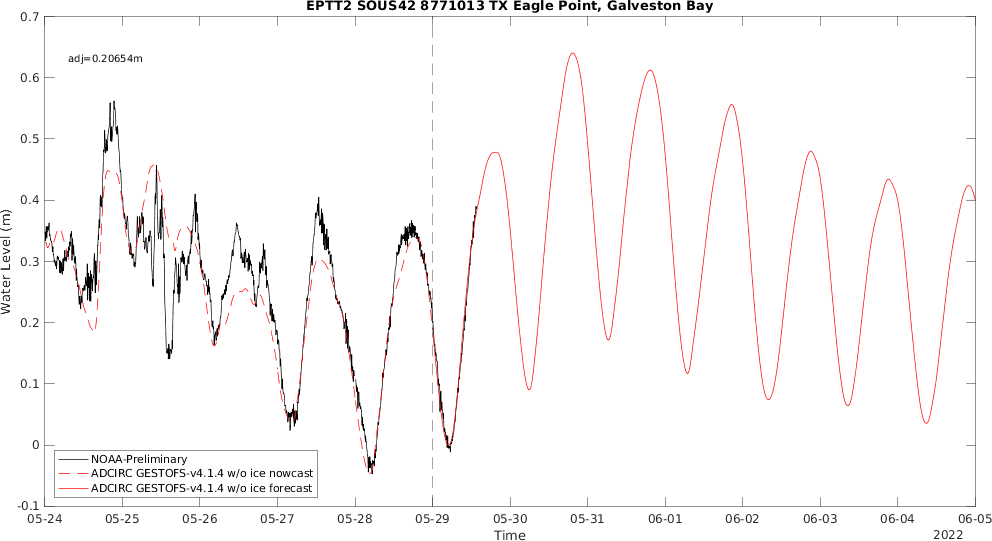 EPTT2 SOUS42 8771013 TX Eagle Point, Galveston Bay
0.7
adj=0.20654m
0.6
0.5
0.4
0.3
0.2
0.1
0
-0.1
Water Level (m)
NOAA-Preliminary
ADCIRC GESTOFS-v4.1.4 w/o ice nowcast
ADCIRC GESTOFS-v4.1.4 w/o ice forecast
05-24 05-25 05-26 05-27 05-28 05-29 05-30 05-31 06-01 06-02 06-03 06-04 06-05
Time
2022